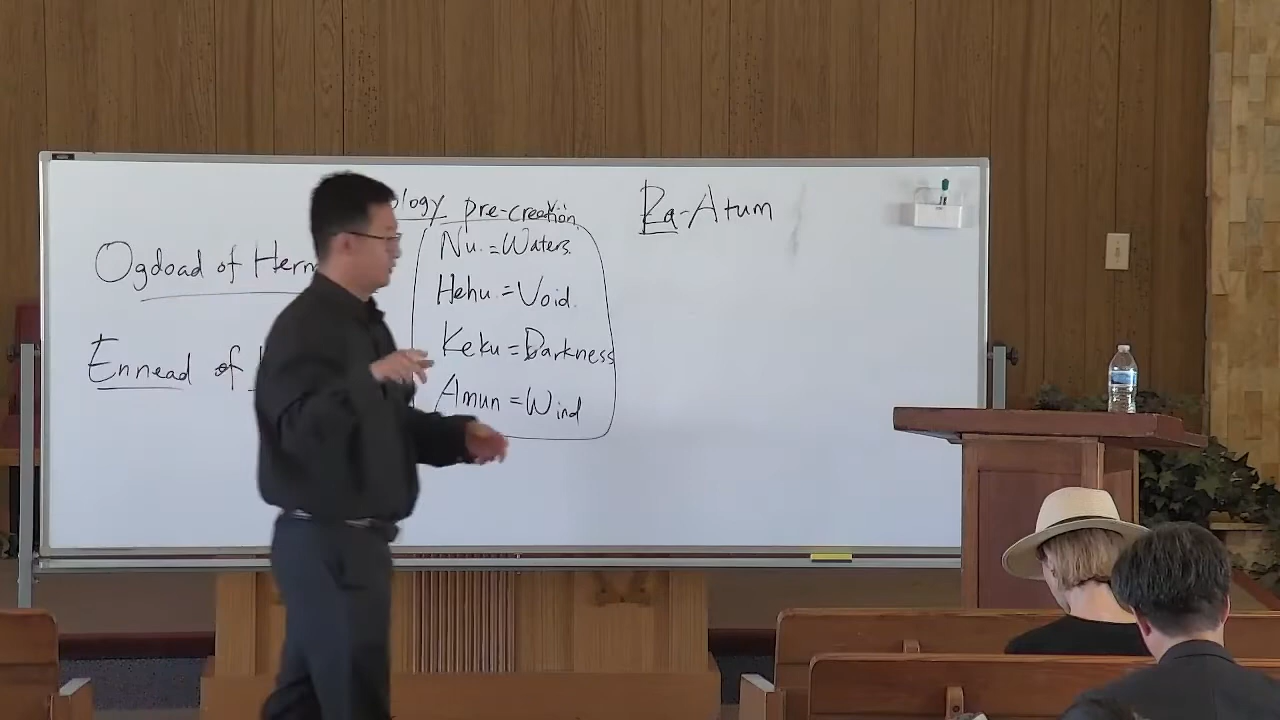 ology pre-creation
Ra-Atum
Ogdoad of Herm
Nu = Waters.
Hehu = Void.
Ennead of
Keku = Darkness
Amun = Wind